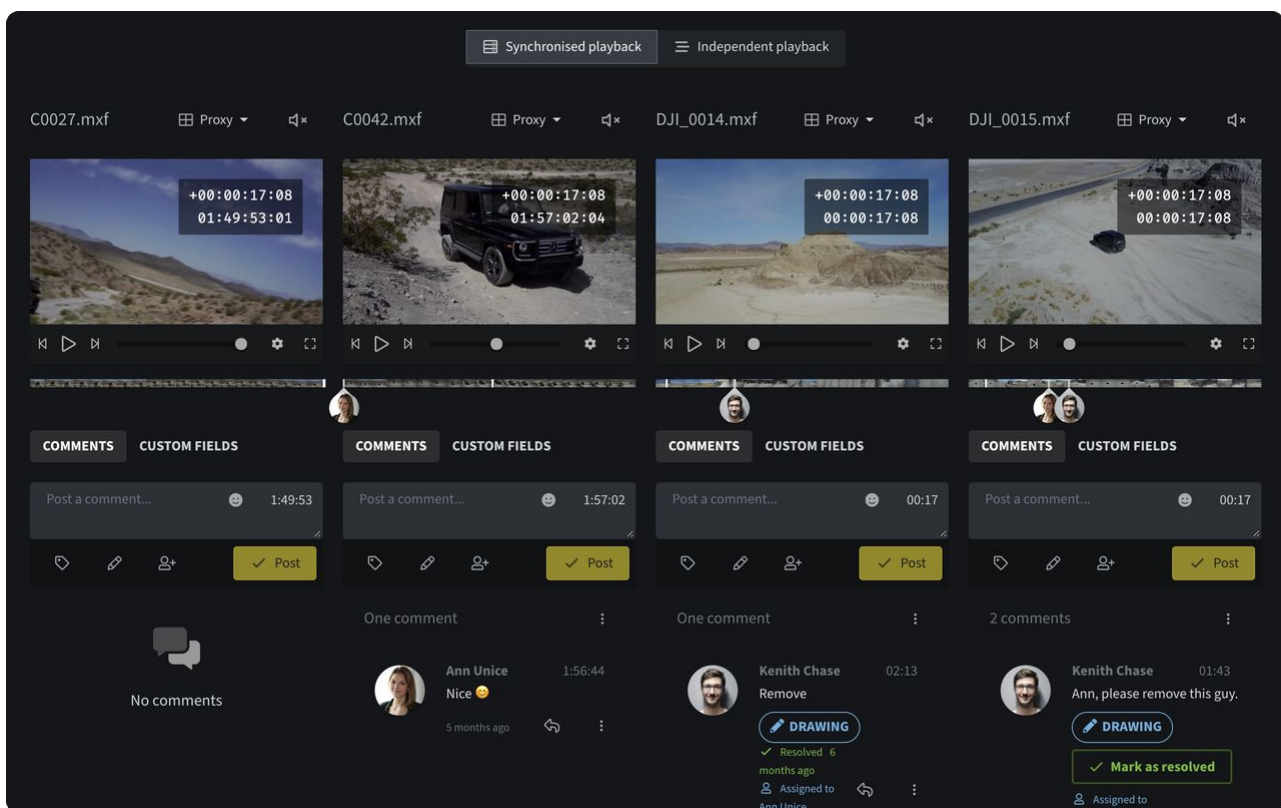 Synchronised playback
Independent playback
C0027.mxf
Proxy
C0042.mxf
Proxy
DJI_0014.mxf
Proxy
DJI_0015.mxf
Proxy
+00:00:17:08
01:49:53:01
+00:00:17:08
01:57:02:04
+00:00:17:08
00:00:17:08
+00:00:17:08
00:00:17:08
COMMENTS
CUSTOM FIELDS
COMMENTS
CUSTOM FIELDS
COMMENTS
CUSTOM FIELDS
COMMENTS
CUSTOM FIELDS
Post a comment...
1:49:53
Post a comment...
1:57:02
Post a comment...
00:17
Post a comment...
00:17
Post
Post
Post
Post
No comments
One comment
Ann Unice
1:56:44
Nice 😊
5 months ago
One comment
Kenith Chase
02:13
Remove
DRAWING
Resolved 6
months ago
Assigned to
Ann Unice
2 comments
Kenith Chase
01:43
Ann, please remove this guy.
DRAWING
Mark as resolved
Assigned to